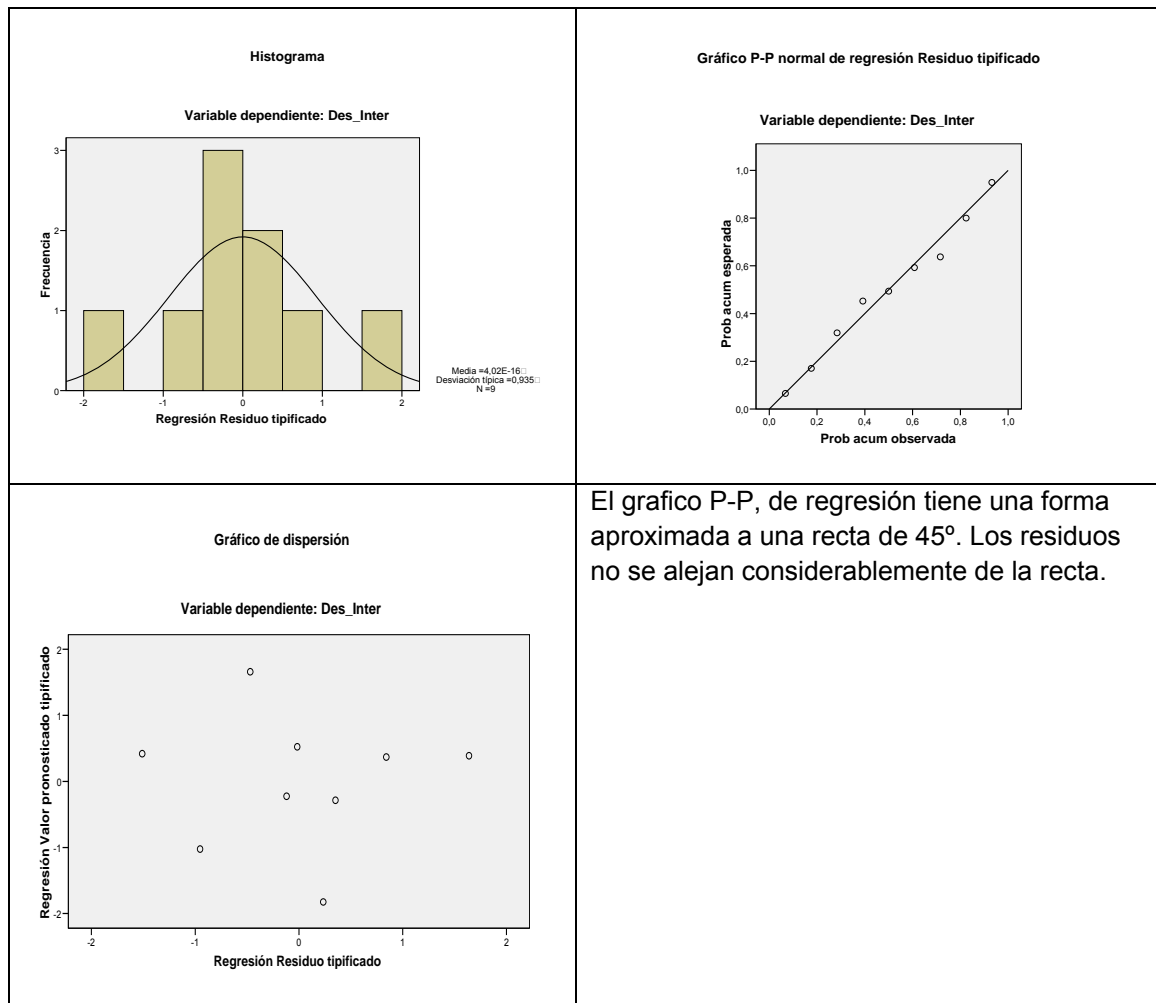 Histograma
Variable dependiente: Des_Inter
Frecuencia
3
2
1
0
-2
-1
0
1
2
Regresión Residuo tipificado
Media =4,02E-16□
Desviación típica =0,935□
N =9
Gráfico P-P normal de regresión Residuo tipificado
Variable dependiente: Des_Inter
Prob acum esperada
1,0
0,8
0,6
0,4
0,2
0,0
0,0
0,2
0,4
0,6
0,8
1,0
Prob acum observada
Gráfico de dispersión
Variable dependiente: Des_Inter
Regresión Valor pronosticado tipificado
2
1
0
-1
-2
-2
-1
0
1
2
Regresión Residuo tipificado
El grafico P-P, de regresión tiene una forma
aproximada a una recta de 45º. Los residuos
no se alejan considerablemente de la recta.